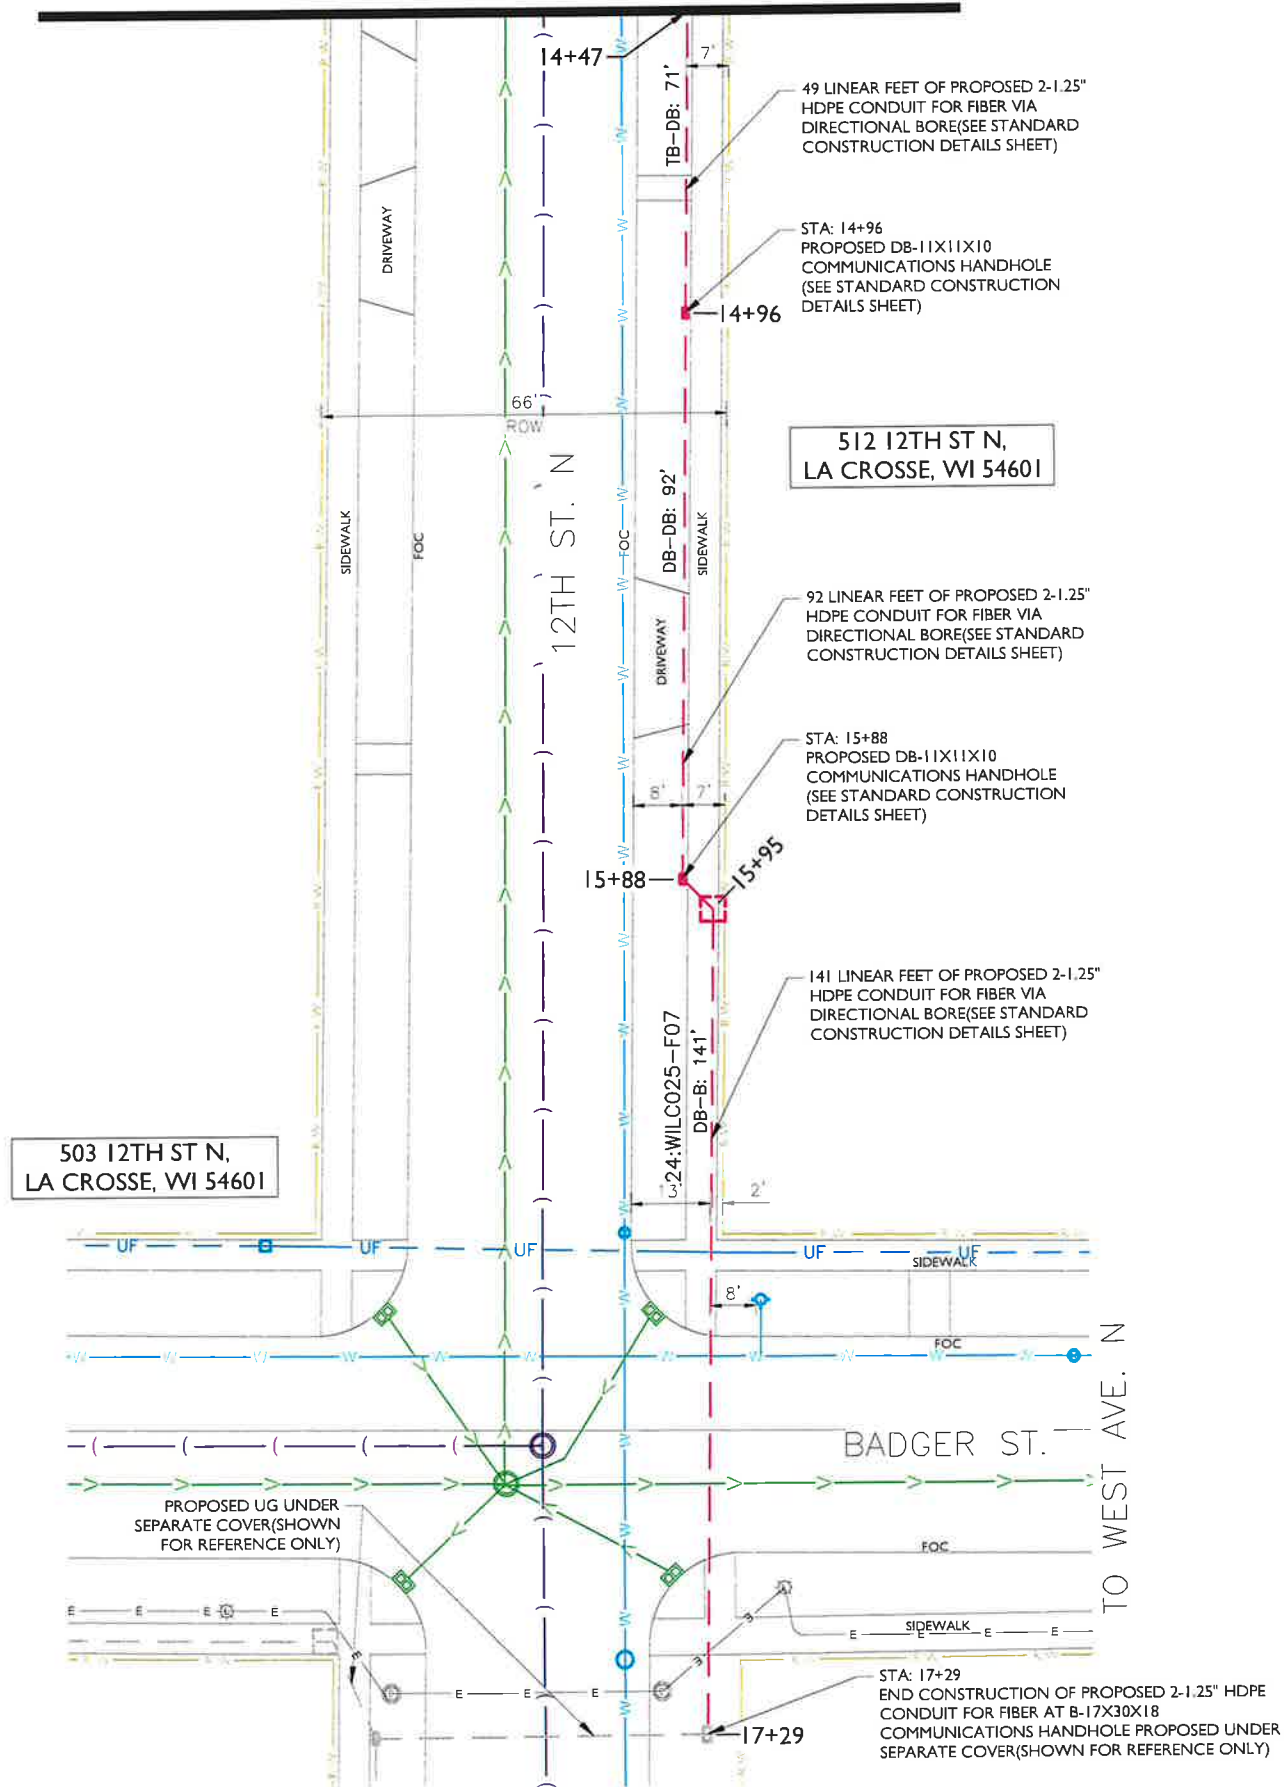 14+47
7'
TB-DB: 71'
49 LINEAR FEET OF PROPOSED 2-1.25"
HDPE CONDUIT FOR FIBER VIA
DIRECTIONAL BORE(SEE STANDARD
CONSTRUCTION DETAILS SHEET)
DRIVEWAY
STA: 14+96
PROPOSED DB-11X11X10
COMMUNICATIONS HANDHOLE
(SEE STANDARD CONSTRUCTION
DETAILS SHEET)
14+96
66'
ROW
512 12TH ST N,
LA CROSSE, WI 54601
12TH ST. N
SIDEWALK
FOC
FOC
DB-DB: 92'
SIDEWALK
DRIVEWAY
92 LINEAR FEET OF PROPOSED 2-1.25"
HDPE CONDUIT FOR FIBER VIA
DIRECTIONAL BORE(SEE STANDARD
CONSTRUCTION DETAILS SHEET)
STA: 15+88
PROPOSED DB-11X11X10
COMMUNICATIONS HANDHOLE
(SEE STANDARD CONSTRUCTION
DETAILS SHEET)
8'
7'
15+88
15+95
141 LINEAR FEET OF PROPOSED 2-1.25"
HDPE CONDUIT FOR FIBER VIA
DIRECTIONAL BORE(SEE STANDARD
CONSTRUCTION DETAILS SHEET)
24:WILC025-F07
DB-B: 141'
503 12TH ST N,
LA CROSSE, WI 54601
13'
2'
UF
UF
UF
UF
UF
SIDEWALK
8'
FOC
W W W W W W W W W W W
BADGER ST.
TO WEST AVE. N
PROPOSED UG UNDER
SEPARATE COVER(SHOWN
FOR REFERENCE ONLY)
FOC
E E E E
SIDEWALK
E E E E
E E E
STA: 17+29
END CONSTRUCTION OF PROPOSED 2-1.25" HDPE
CONDUIT FOR FIBER AT B-17X30X18
COMMUNICATIONS HANDHOLE PROPOSED UNDER
SEPARATE COVER(SHOWN FOR REFERENCE ONLY)
17+29